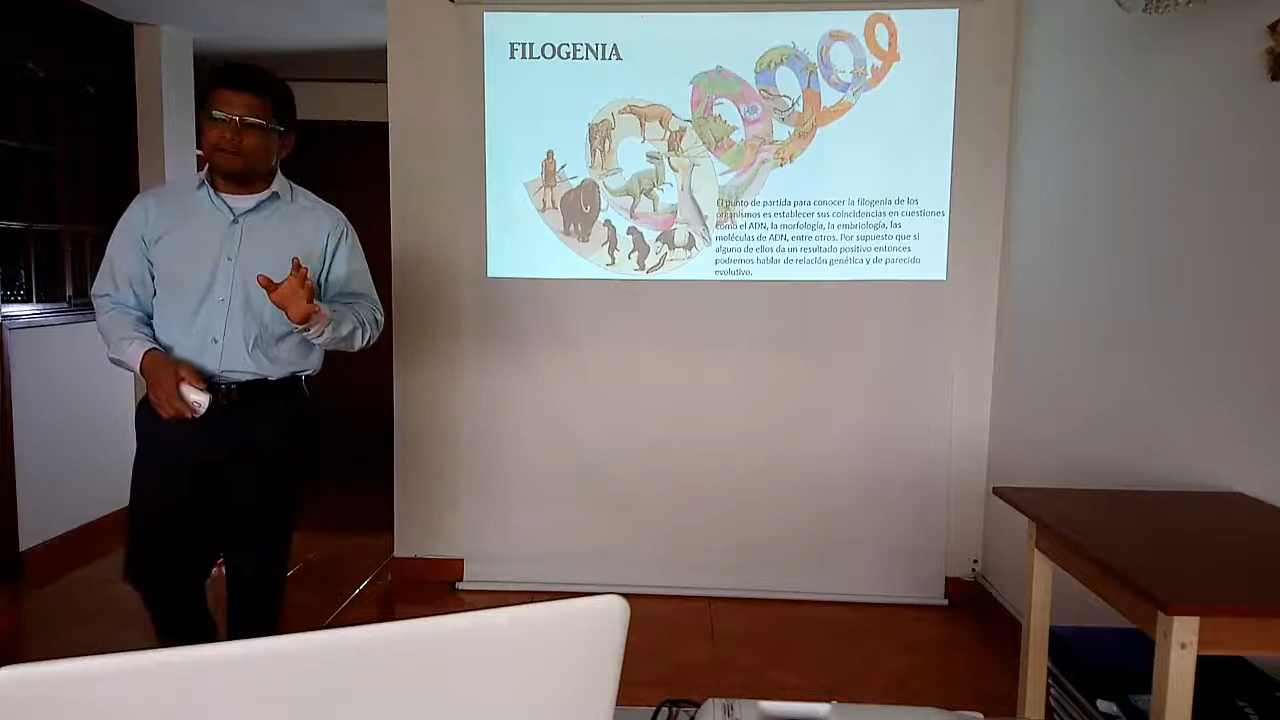 FILOGENIA
El punto de partida para conocer la filogenia de los
organismos es establecer sus coincidencias en cuestiones
como el ADN, la morfología, la embriología, las
moléculas de ADN, entre otros. Por supuesto que si
alguno de ellos da un resultado positivo entonces
podremos hablar de relación genética y de parecido
evolutivo.